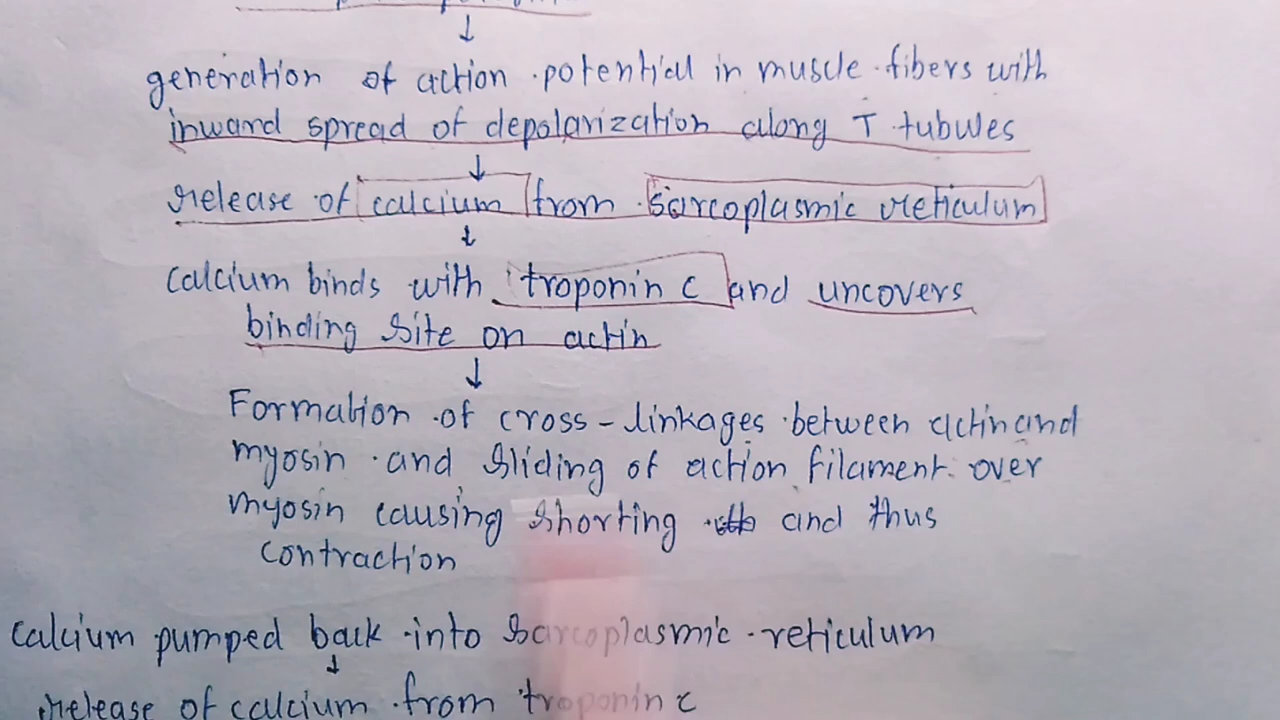 generation of action potential in muscle fibers with
inward spread of depolarization along T tubules
release of calcium from sarcoplasmic reticulum
calcium binds with troponin c and uncovers
binding site on actin
Formation of cross-linkages between actin and
myosin and sliding of action filament over
myosin causing shorting and thus
contraction
calcium pumped back into sarcoplasmic reticulum
release of calcium from troponin c